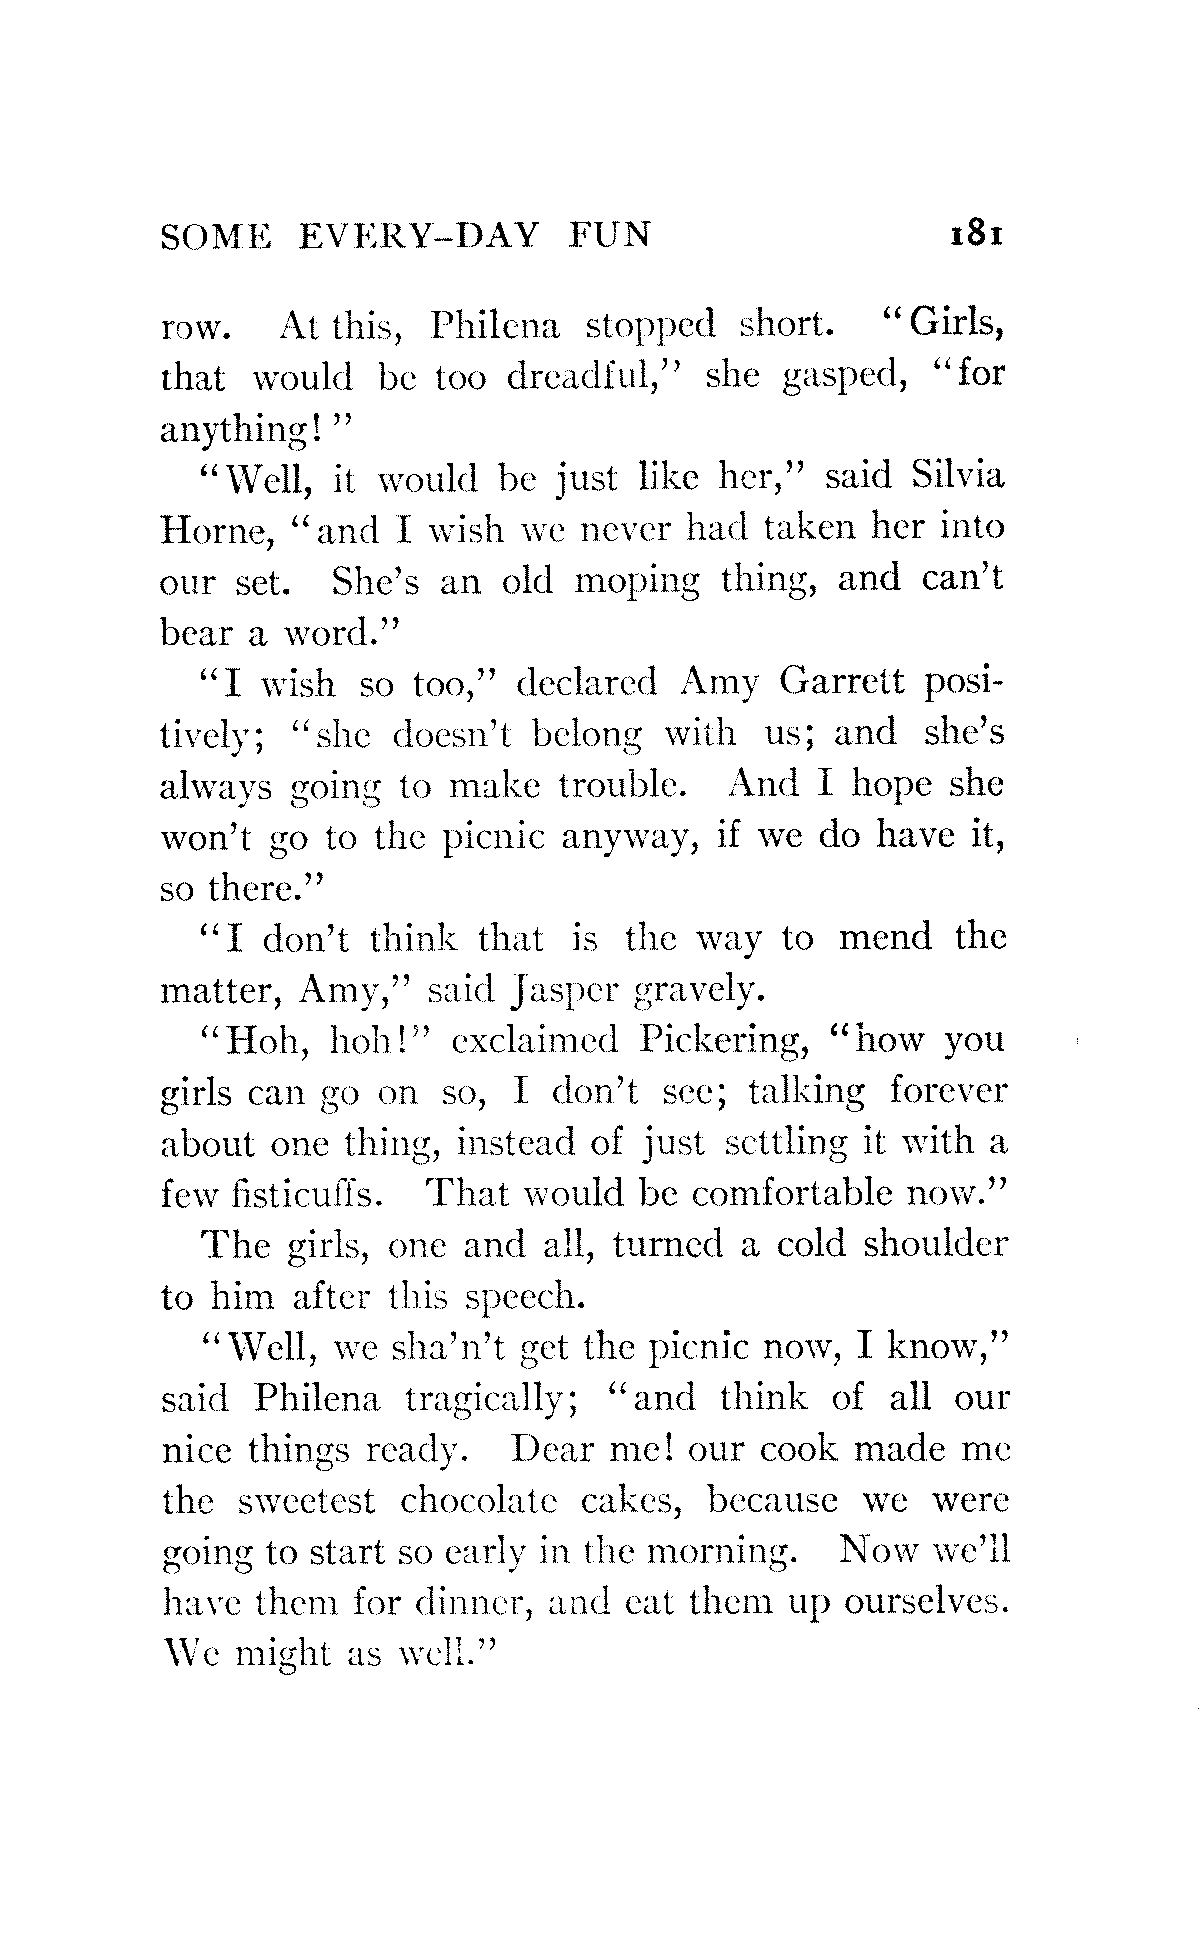 SOME EVERY-DAY FUN 181
row. At this, Philena stopped short. "Girls,
that would be too dreadful," she gasped, "for
anything!"
"Well, it would be just like her," said Silvia
Horne, "and I wish we never had taken her into
our set. She's an old moping thing, and can't
bear a word."
"I wish so too," declared Amy Garrett posi-
tively; "she doesn't belong with us; and she's
always going to make trouble. And I hope she
won't go to the picnic anyway, if we do have it,
so there."
"I don't think that is the way to mend the
matter, Amy," said Jasper gravely.
"Hoh, hoh!" exclaimed Pickering, "how you
girls can go on so, I don't see; talking forever
about one thing, instead of just settling it with a
few fisticuffs. That would be comfortable now."
The girls, one and all, turned a cold shoulder
to him after this speech.
"Well, we sha'n't get the picnic now, I know,"
said Philena tragically; "and think of all our
nice things ready. Dear me! our cook made me
the sweetest chocolate cakes, because we were
going to start so early in the morning. Now we'll
have them for dinner, and eat them up ourselves.
We might as well."